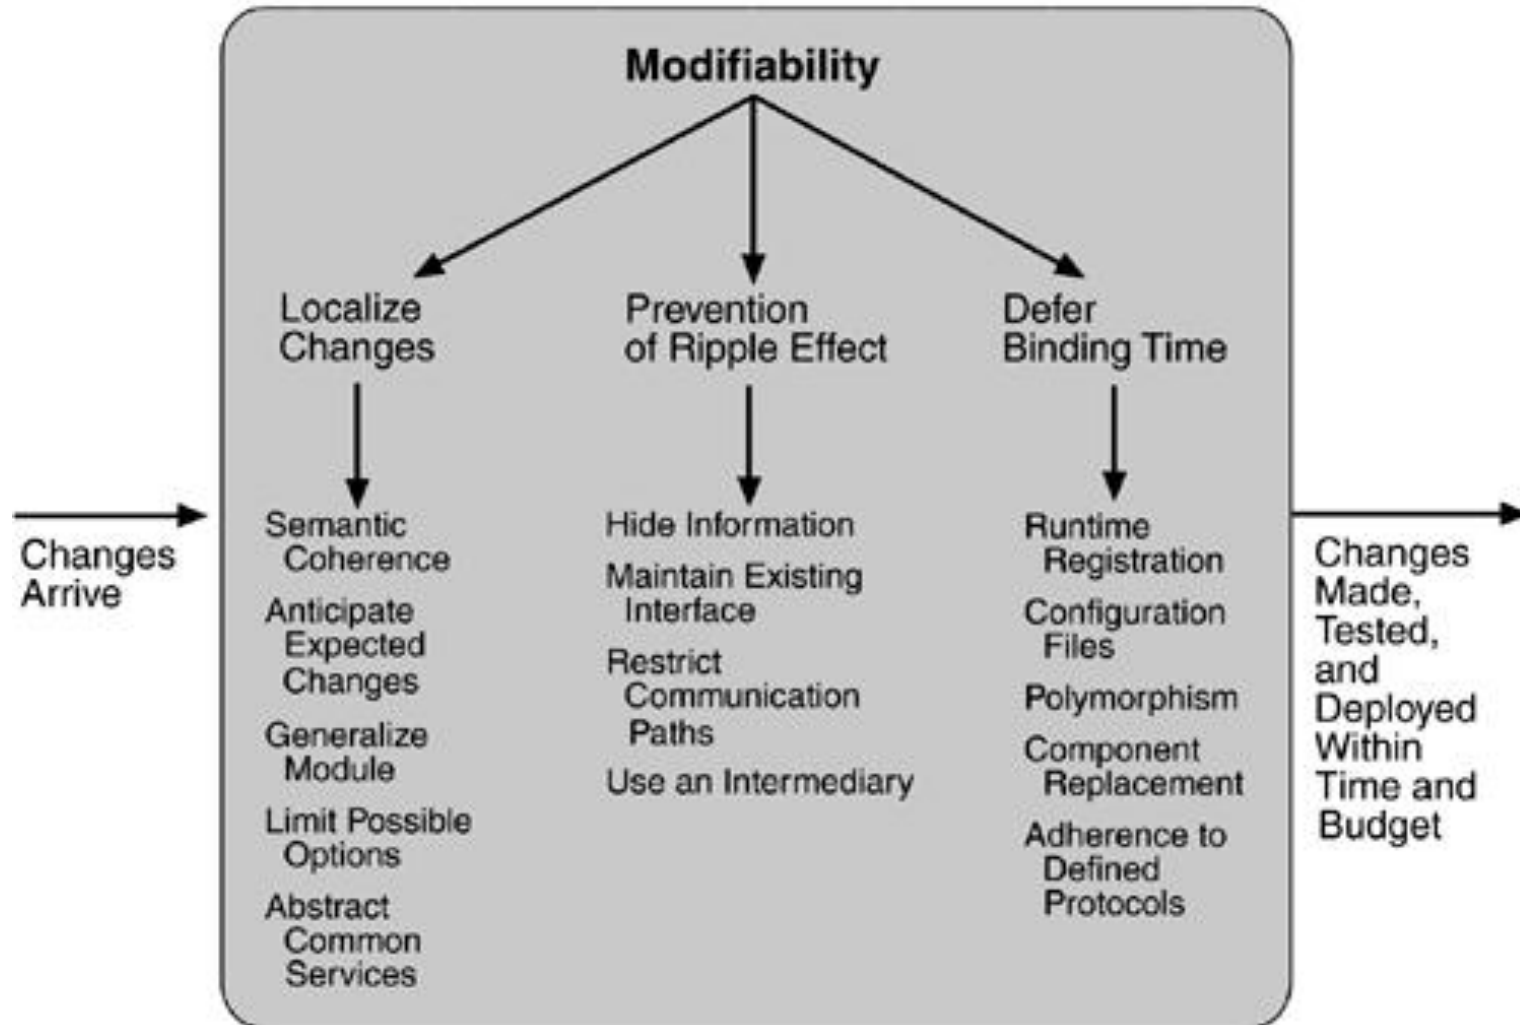 Modifiability
Localize
Changes
Prevention
of Ripple Effect
Defer
Binding Time
Changes
Arrive
Semantic
Coherence
Anticipate
Expected
Changes
Generalize
Module
Limit Possible
Options
Abstract
Common
Services
Hide Information
Maintain Existing
Interface
Restrict
Communication
Paths
Use an Intermediary
Runtime
Registration
Configuration
Files
Polymorphism
Component
Replacement
Adherence to
Defined
Protocols
Changes
Made,
Tested,
and
Deployed
Within
Time and
Budget